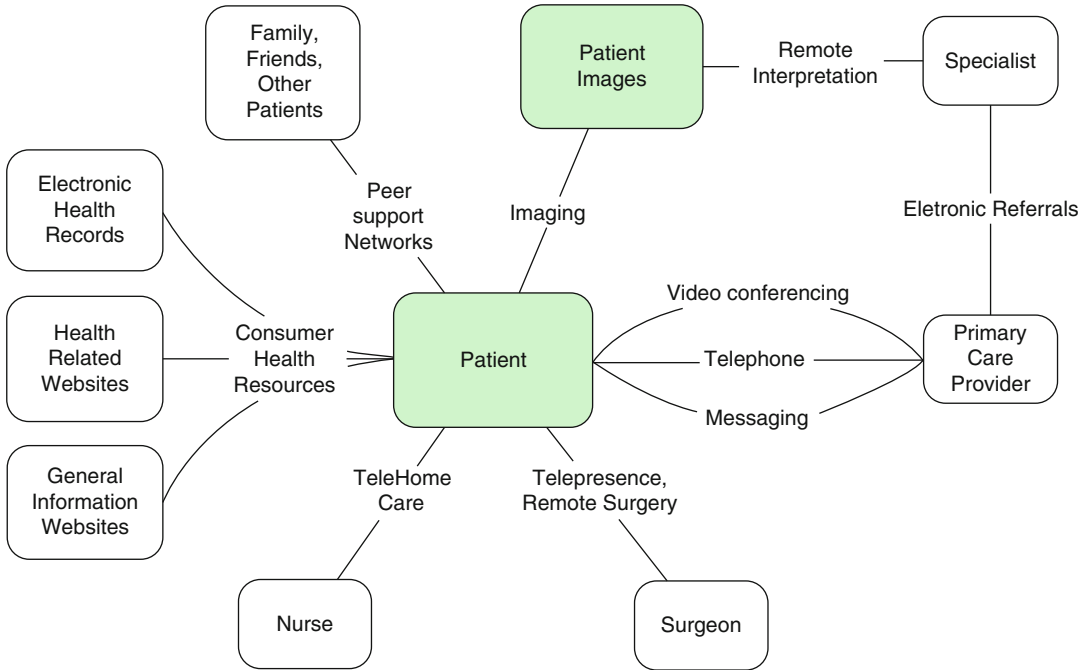 Family,
Friends,
Other
Patients
Patient
Images
Remote
Interpretation
Specialist
Electronic
Health
Records
Peer
support
Networks
Imaging
Eletronic Referrals
Health
Related
Websites
Consumer
Health
Resources
Patient
Video conferencing
Telephone
Messaging
Primary
Care
Provider
General
Information
Websites
TeleHome
Care
Telepresence,
Remote Surgery
Nurse
Surgeon